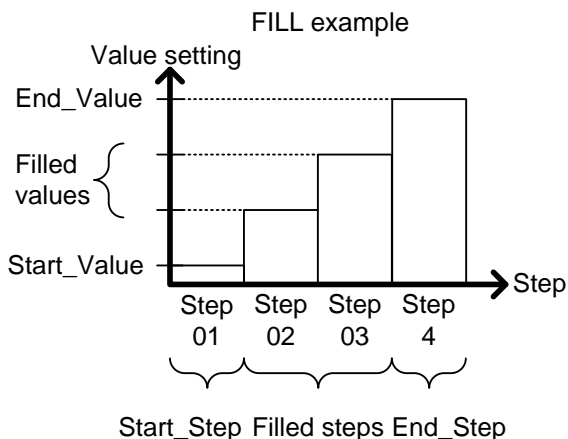 FILL example
Value setting
End_Value
Filled
values
Start_Value
Step
Step Step Step Step
01 02 03 4
Start_Step Filled steps End_Step